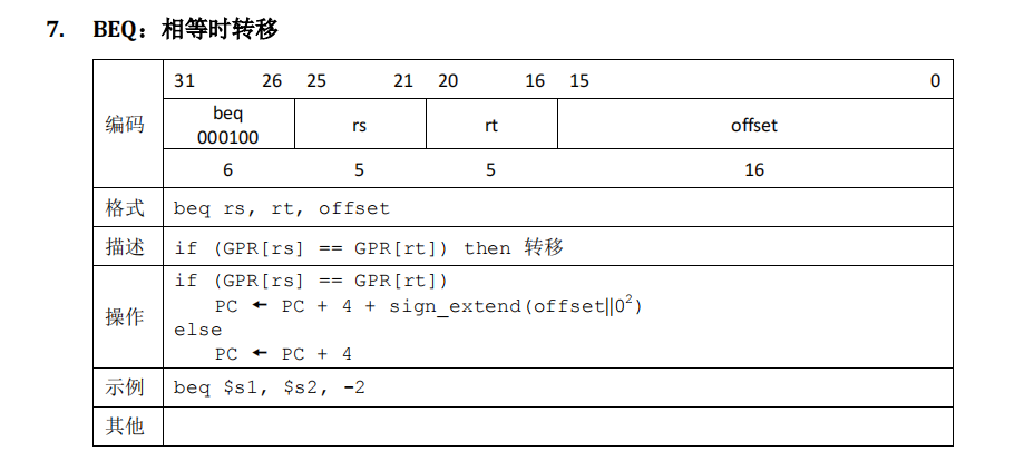 7. BEQ：相等时转移
31 26 25 21 20 16 15 0
编码
beq
000100
rs rt offset
6 5 5 16
格式 beq rs, rt, offset
描述 if (GPR[rs] == GPR[rt]) then 转移
操作
if (GPR[rs] == GPR[rt])
PC ← PC + 4 + sign_extend(offset||0²)
else
PC ← PC + 4
示例 beq $s1, $s2, -2
其他